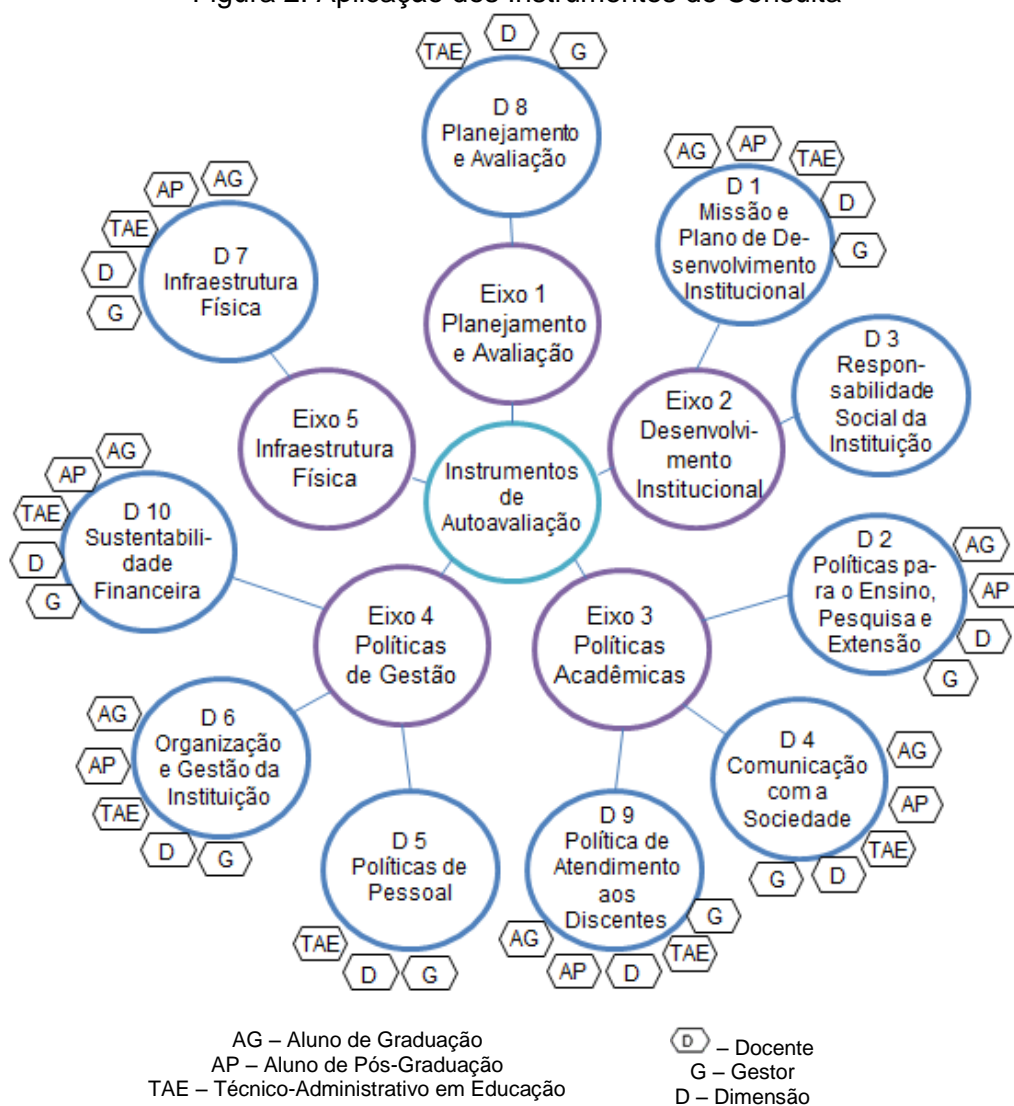 Figura 2: Aplicação dos Instrumentos de Consulta
TAE
D
G
D 8
Planejamento
e Avaliação
AG
AP
TAE
D
G
D 1
Missão e
Plano de De-
senvolvimento
Institucional
AG
AP
TAE
D
G
D 7
Infraestrutura
Física
Eixo 1
Planejamento
e Avaliação
D 3
Respon-
sabilidade
Social da
Instituição
Eixo 5
Infraestrutura
Física
Eixo 2
Desenvolvi-
mento
Institucional
Instrumentos
de
Autoavaliação
AG
AP
TAE
D
G
D 10
Sustentabili-
dade
Financeira
D 2
Políticas pa-
ra o Ensino,
Pesquisa e
Extensão
AG
AP
D
G
Eixo 4
Políticas
de Gestão
Eixo 3
Políticas
Acadêmicas
AG
AP
TAE
D
G
D 6
Organização
e Gestão da
Instituição
D 4
Comunicação
com a
Sociedade
AG
AP
TAE
D
G
D 5
Políticas de
Pessoal
TAE
D
G
D 9
Política de
Atendimento
aos
Discentes
AG
AP
D
TAE
G
AG – Aluno de Graduação
AP – Aluno de Pós-Graduação
TAE – Técnico-Administrativo em Educação
D – Docente
G – Gestor
D – Dimensão